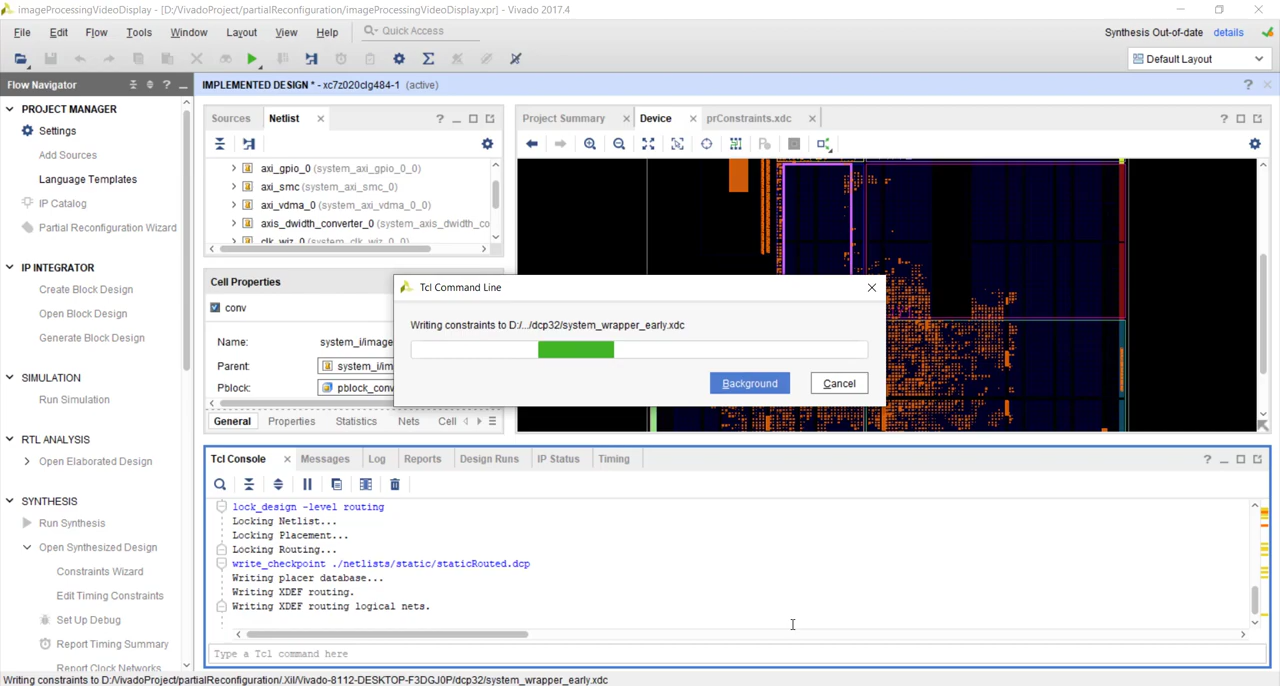 imageProcessingVideoDisplay - [D:/VivadoProject/partialReconfiguration/imageProcessingVideoDisplay.xpr] - Vivado 2017.4
File Edit Flow Tools Window Layout View Help Quick Access
Synthesis Out-of-date details
Default Layout
Flow Navigator
IMPLEMENTED DESIGN * - xc7z020clg484-1 (active)
PROJECT MANAGER
Settings
Add Sources
Language Templates
IP Catalog
Partial Reconfiguration Wizard
IP INTEGRATOR
Create Block Design
Open Block Design
Generate Block Design
SIMULATION
Run Simulation
RTL ANALYSIS
Open Elaborated Design
SYNTHESIS
Run Synthesis
Open Synthesized Design
Constraints Wizard
Edit Timing Constraints
Set Up Debug
Report Timing Summary
Report Clock Networks
Sources Netlist
axi_gpio_0 (system_axi_gpio_0_0)
axi_smc (system_axi_smc_0)
axi_vdma_0 (system_axi_vdma_0_0)
axis_dwidth_converter_0 (system_axis_dwidth_co
clk_wiz_0 (system_clk_wiz_0_0)
Cell Properties
conv
Name: system_i/image
Parent: system_i/im
Pblock: pblock_conv
General Properties Statistics Nets Cell
Project Summary Device prConstraints.xdc
Tcl Command Line
Writing constraints to D:/.../dcp32/system_wrapper_early.xdc
Background Cancel
Tcl Console Messages Log Reports Design Runs IP Status Timing
lock_design -level routing
Locking Netlist...
Locking Placement...
Locking Routing...
write_checkpoint ./netlists/static/staticRouted.dcp
Writing placer database...
Writing XDEF routing.
Writing XDEF routing logical nets.
Type a Tcl command here
Writing constraints to D:/VivadoProject/partialReconfiguration/.Xil/Vivado-8112-DESKTOP-F3DGJ0P/dcp32/system_wrapper_early.xdc